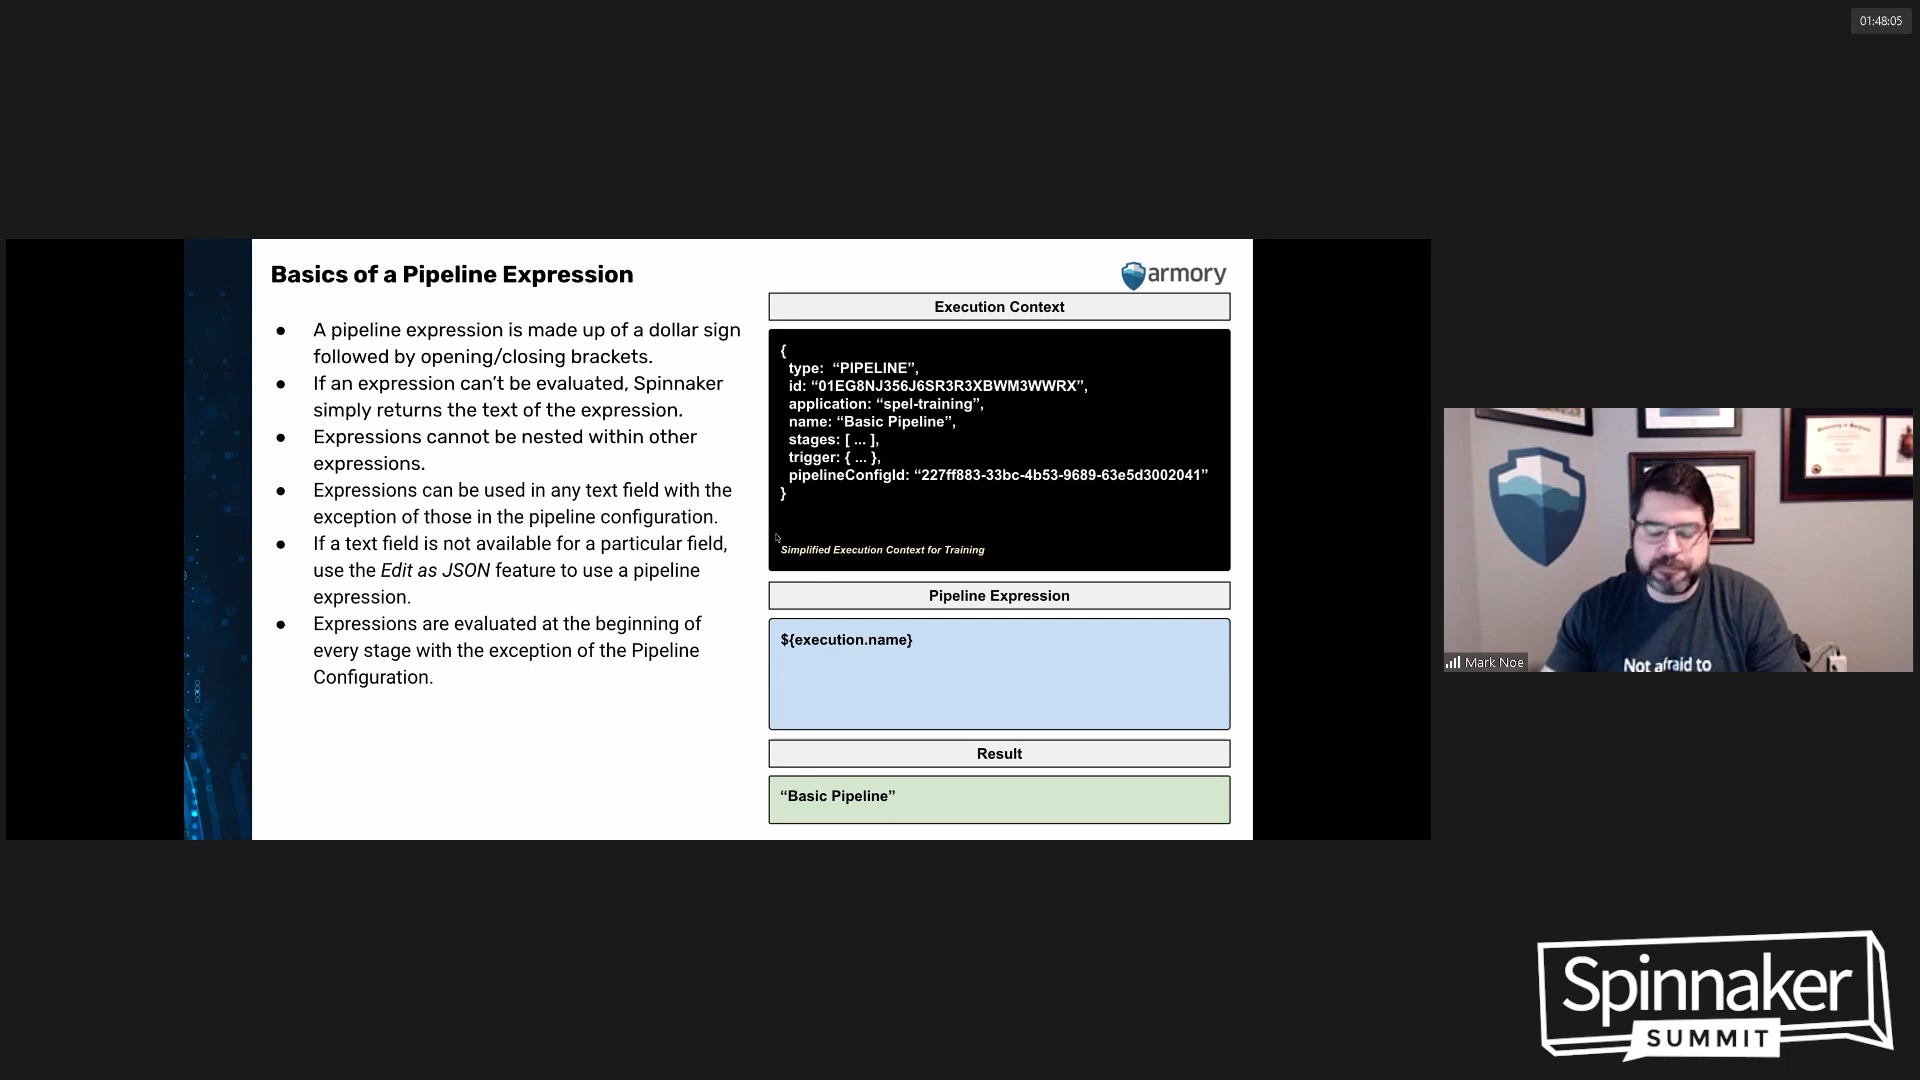 01:48:05
Basics of a Pipeline Expression
armory
● A pipeline expression is made up of a dollar sign
followed by opening/closing brackets.
● If an expression can’t be evaluated, Spinnaker
simply returns the text of the expression.
● Expressions cannot be nested within other
expressions.
● Expressions can be used in any text field with the
exception of those in the pipeline configuration.
● If a text field is not available for a particular field,
use the Edit as JSON feature to use a pipeline
expression.
● Expressions are evaluated at the beginning of
every stage with the exception of the Pipeline
Configuration.
Execution Context
{
type: “PIPELINE”,
id: “01EG8NJ356J6SR3R3XBWM3WWRX”,
application: “spel-training”,
name: “Basic Pipeline”,
stages: [ ... ],
trigger: { ... },
pipelineConfigId: “227ff883-33bc-4b53-9689-63e5d3002041”
}
Simplified Execution Context for Training
Pipeline Expression
${execution.name}
Result
“Basic Pipeline”
Not afraid to
Mark Noe
Spinnaker
SUMMIT